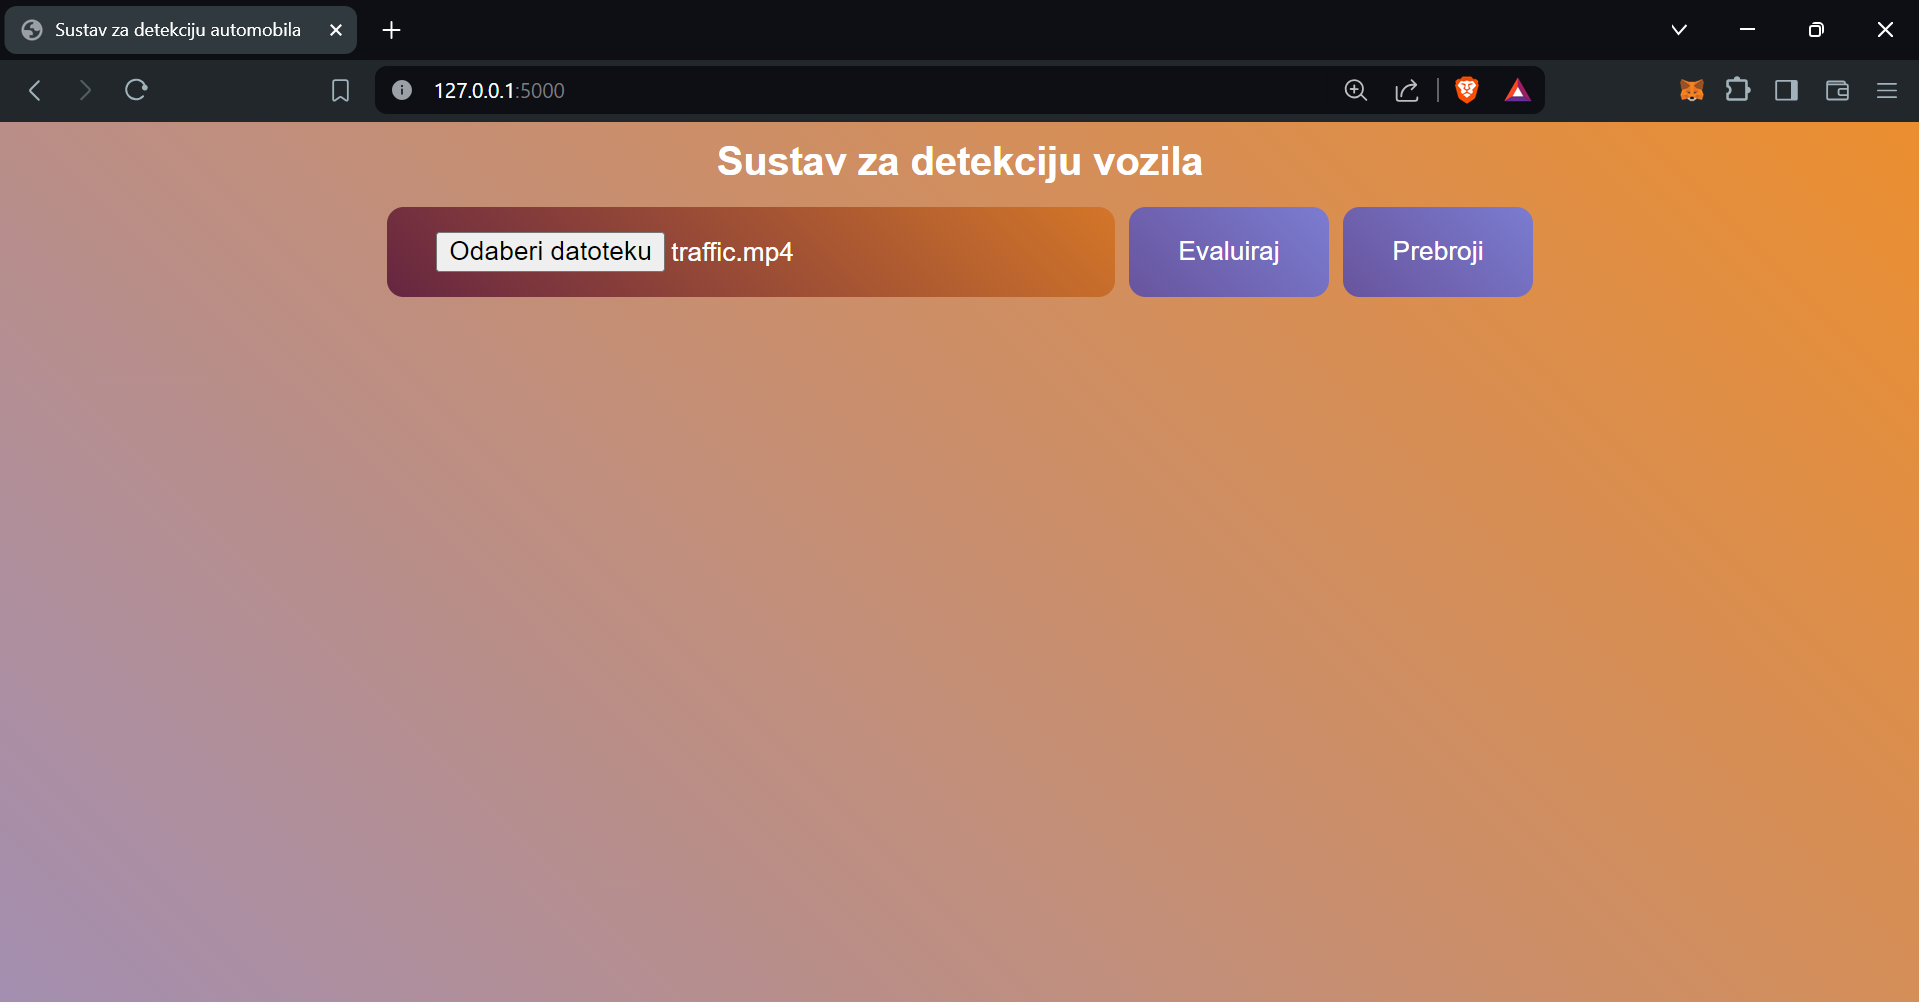 Sustav za detekciju automobila
127.0.0.1:5000
Sustav za detekciju vozila
Odaberi datoteku traffic.mp4 Evaluiraj Prebroji